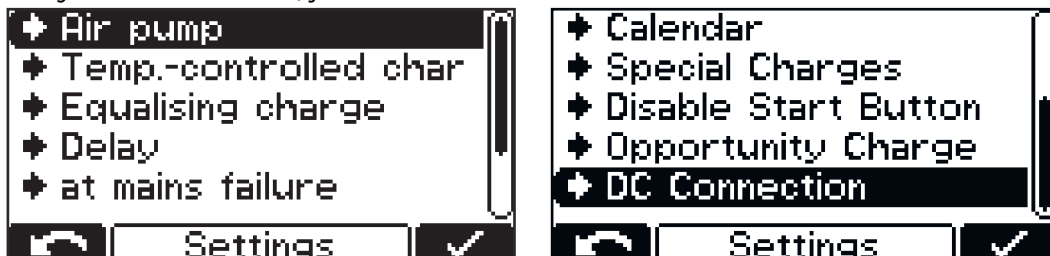 Air pump
Temp.-controlled char
Equalising charge
Delay
at mains failure
Settings
Calendar
Special Charges
Disable Start Button
Opportunity Charge
DC Connection
Settings